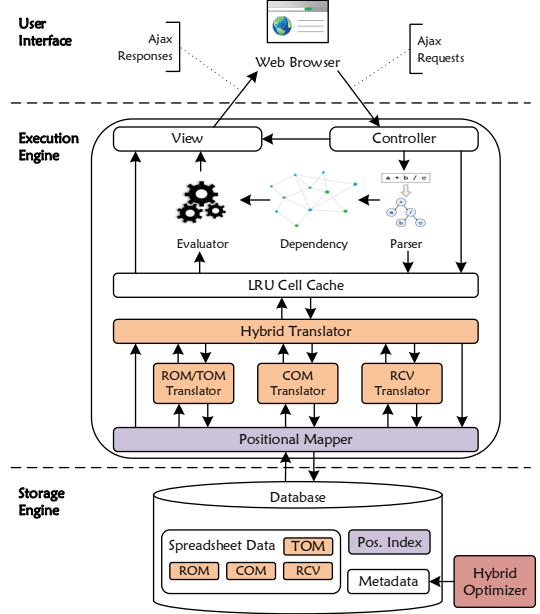 User
Interface
Ajax
Responses
Web Browser
Ajax
Requests
Execution
Engine
View
Controller
a + b / c
+
a
/
b
c
Evaluator
Dependency
Parser
LRU Cell Cache
Hybrid Translator
ROM/TOM
Translator
COM
Translator
RCV
Translator
Positional Mapper
Storage
Engine
Database
Spreadsheet Data
TOM
ROM
COM
RCV
Pos. Index
Metadata
Hybrid
Optimizer